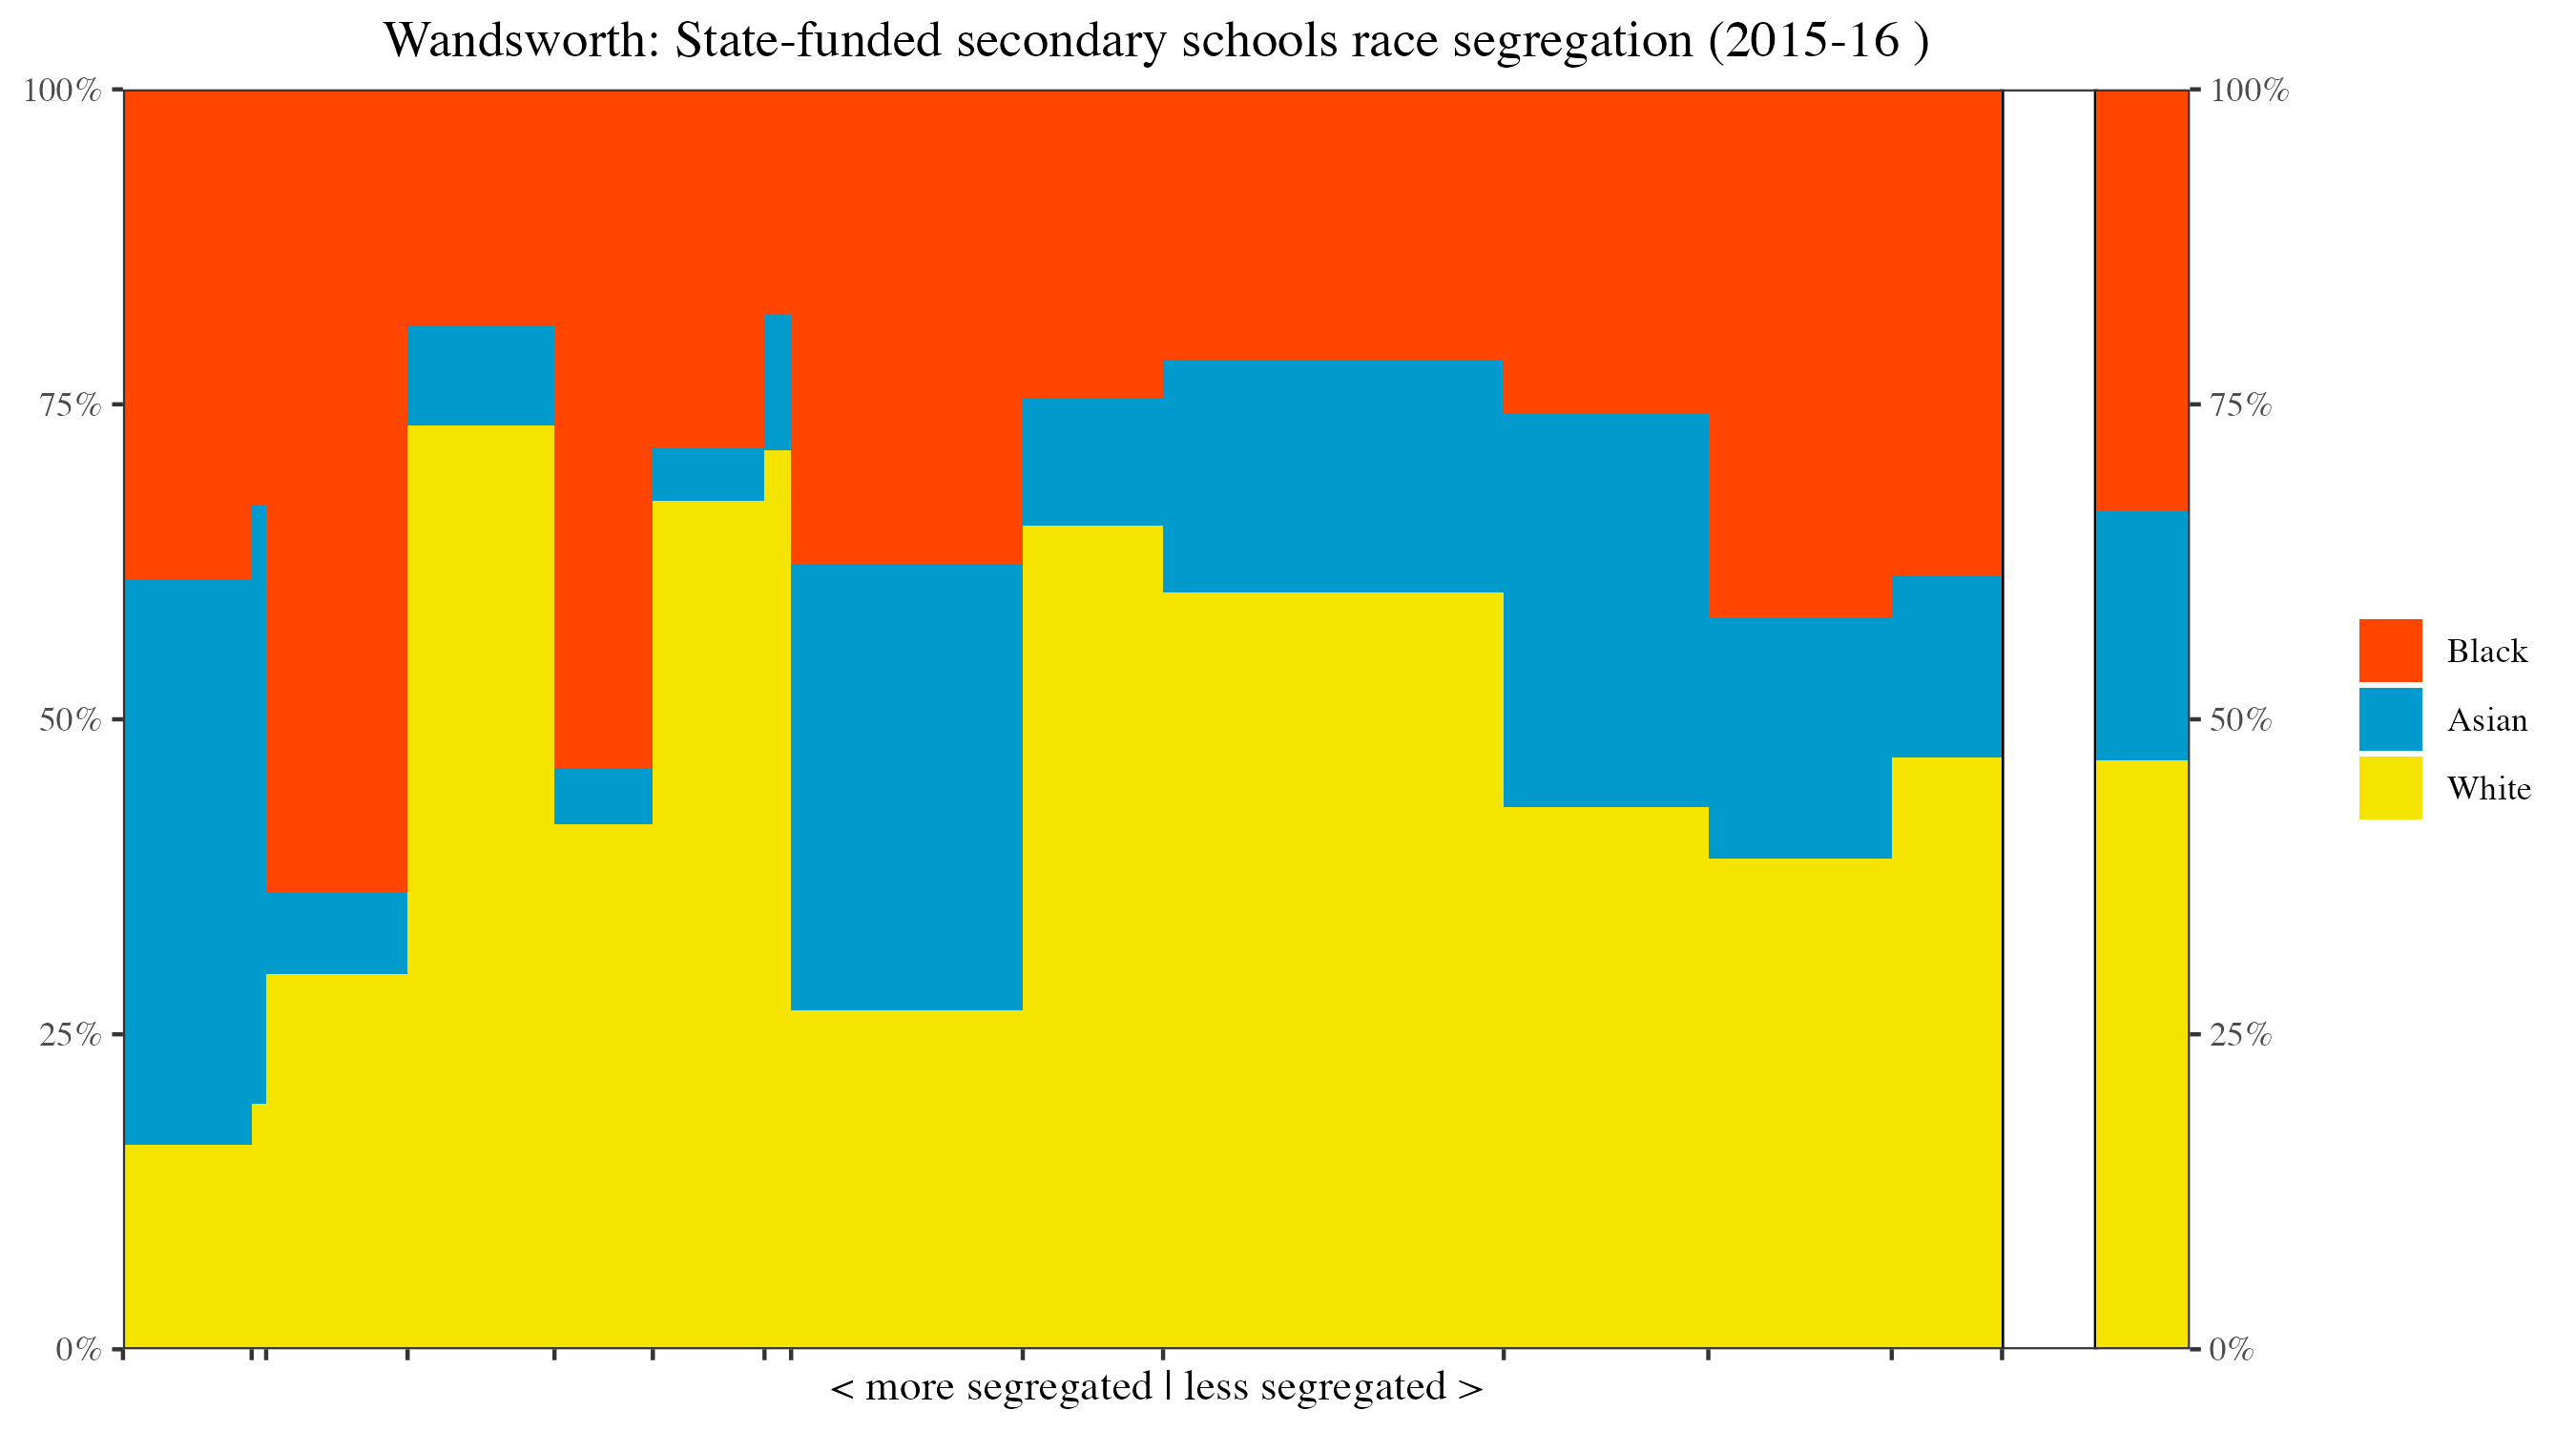 Wandsworth: State-funded secondary schools race segregation (2015-16 )
100%
75%
50%
25%
0%
100%
75%
50%
25%
0%
Black
Asian
White
< more segregated | less segregated >